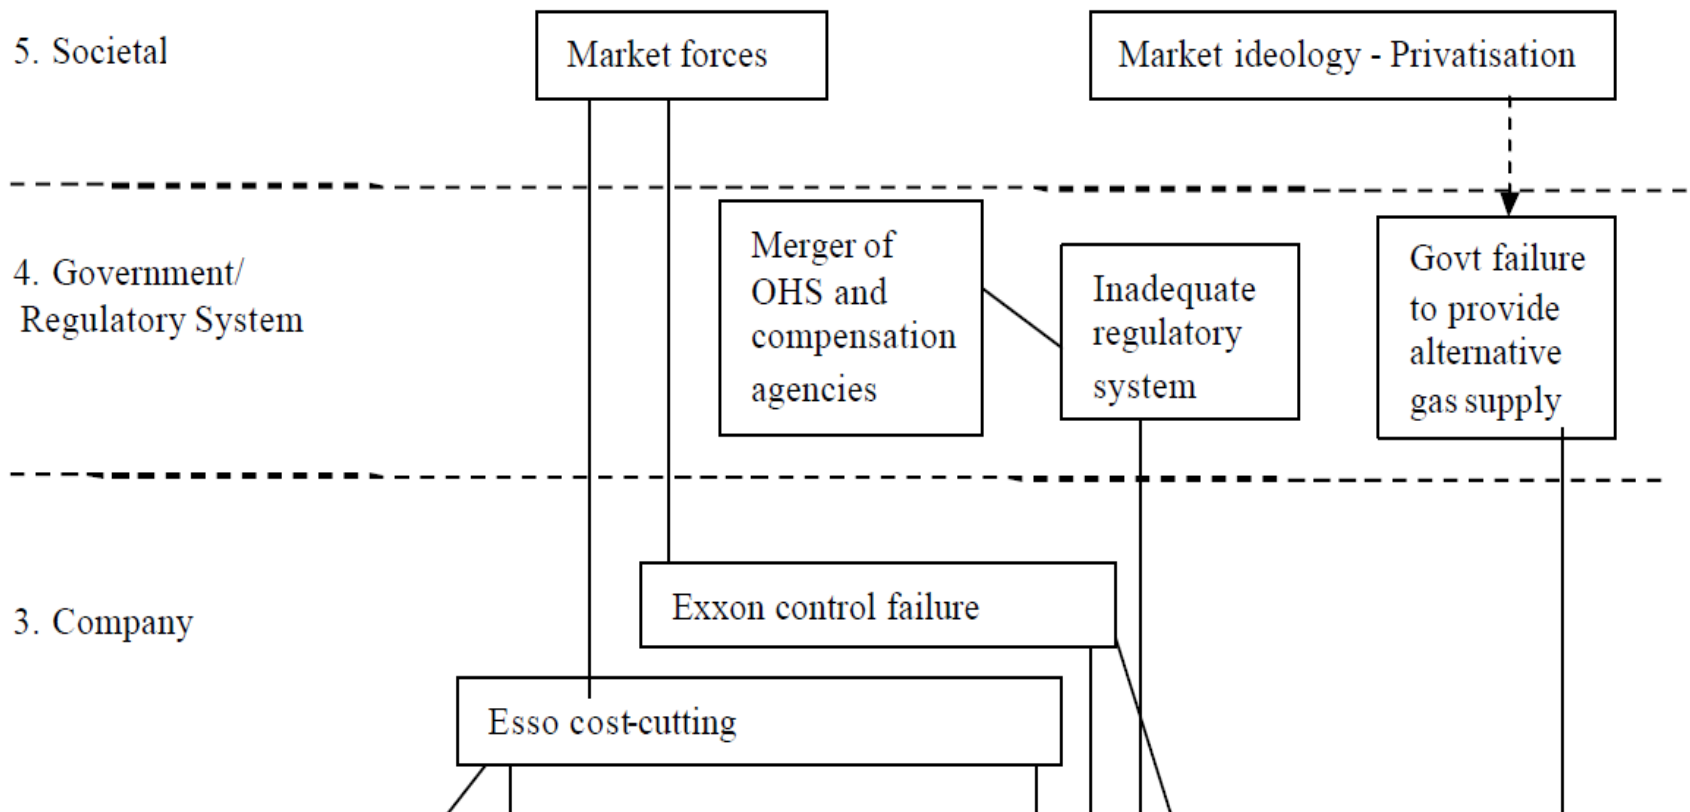 5. Societal
Market forces
Market ideology - Privatisation
4. Government/
Regulatory System
Merger of
OHS and
compensation
agencies
Inadequate
regulatory
system
Govt failure
to provide
alternative
gas supply
3. Company
Exxon control failure
Esso cost-cutting